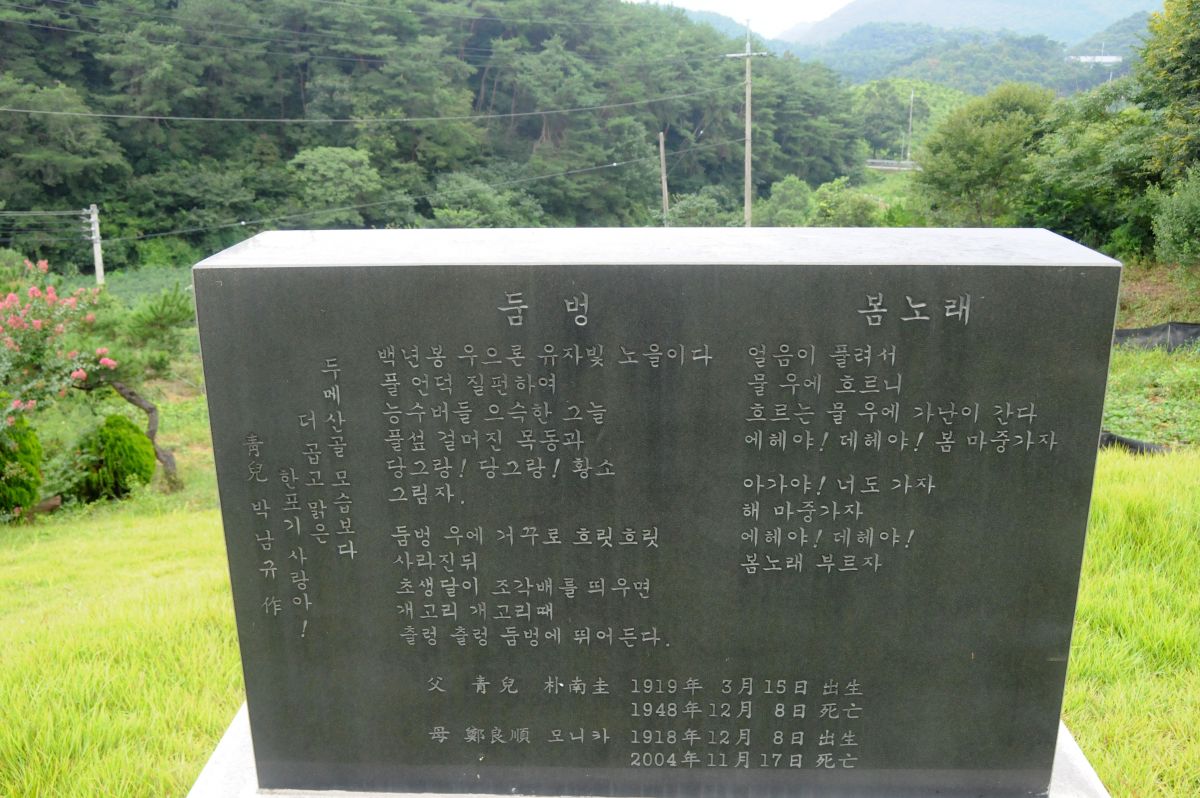 둠벙
백년봉 우으론 유자빛 노을이다
풀 언덕 질펀하여
능수버들 으슥한 그늘
풀섶 걸머진 목동과
당그랑! 당그랑! 황소
그림자.
둠벙 우에 거꾸로 흐릿흐릿
사라진뒤
초생달이 조각배를 띄우면
개고리 개고리때
출렁 출렁 둠벙에 뛰어든다.
봄노래
얼음이 풀려서
물 우에 흐르니
흐르는 물 우에 가난이 간다
에헤야! 데헤야! 봄 마중가자
아가야! 너도 가자
해 마중가자
에헤야! 데헤야!
봄노래 부르자
두메산골 모습보다
더 곱고 맑은
한포기 사랑아!
靑兒 박남규 作
父 靑兒 朴南圭 1919年 3月 15日 出生
1948年 12月 8日 死亡
母 鄭良順 모니카 1918年 12月 8日 出生
2004年 11月 17日 死亡